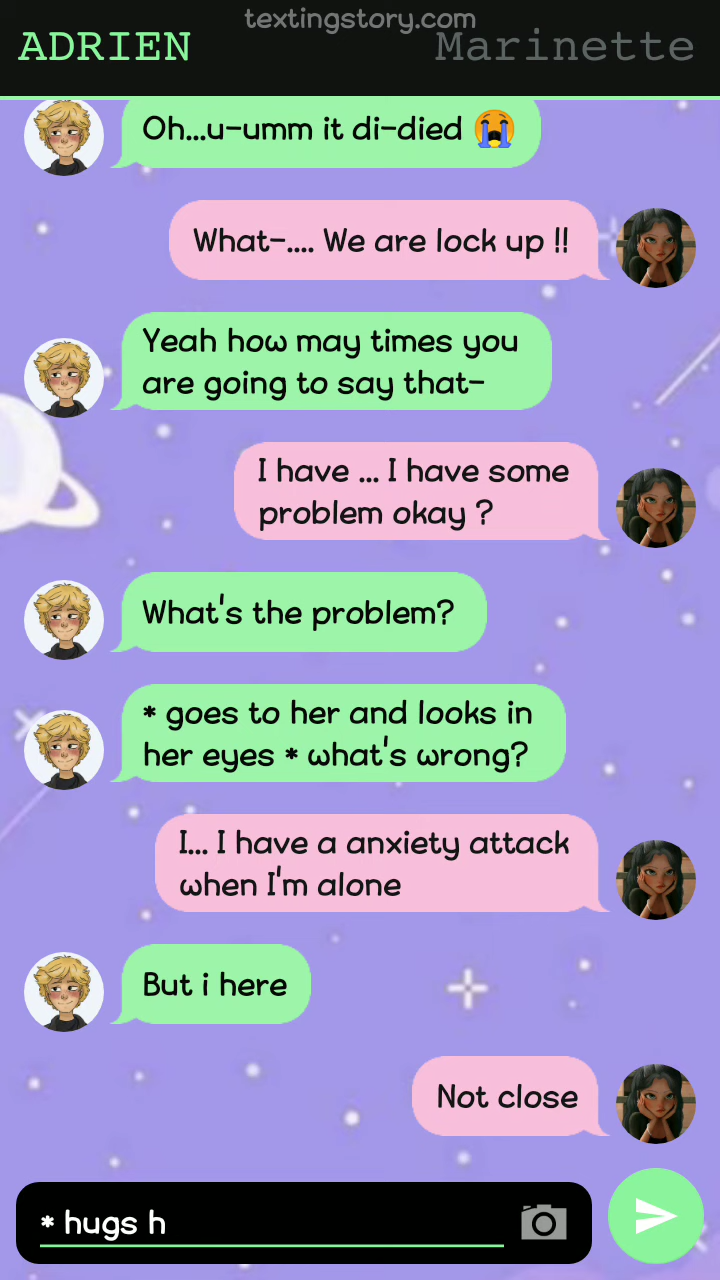 textingstory.com
ADRIEN
Marinette
Oh...u-umm it di-died 😭
What-.... We are lock up !!
Yeah how may times you
are going to say that-
I have ... I have some
problem okay ?
What's the problem?
* goes to her and looks in
her eyes * what's wrong?
I... I have a anxiety attack
when I'm alone
But i here
Not close
* hugs h